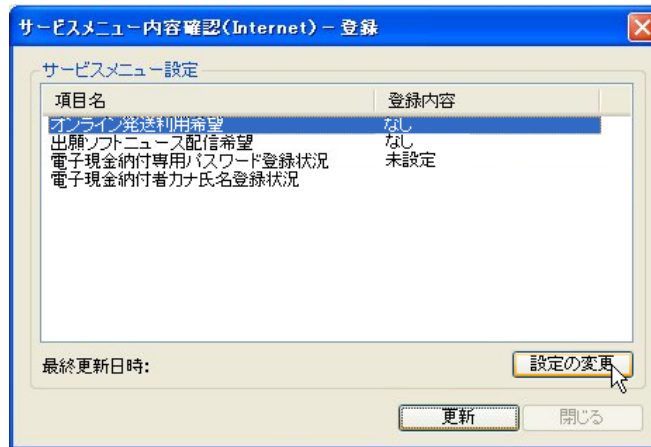 サービスメニュー内容確認(Internet) - 登録
サービスメニュー設定
項目名 登録内容
オンライン発送利用希望 なし
出願ソフトニュース配信希望 なし
電子現金納付専用パスワード登録状況 未設定
電子現金納付者カナ氏名登録状況
最終更新日時: 設定の変更
更新 閉じる